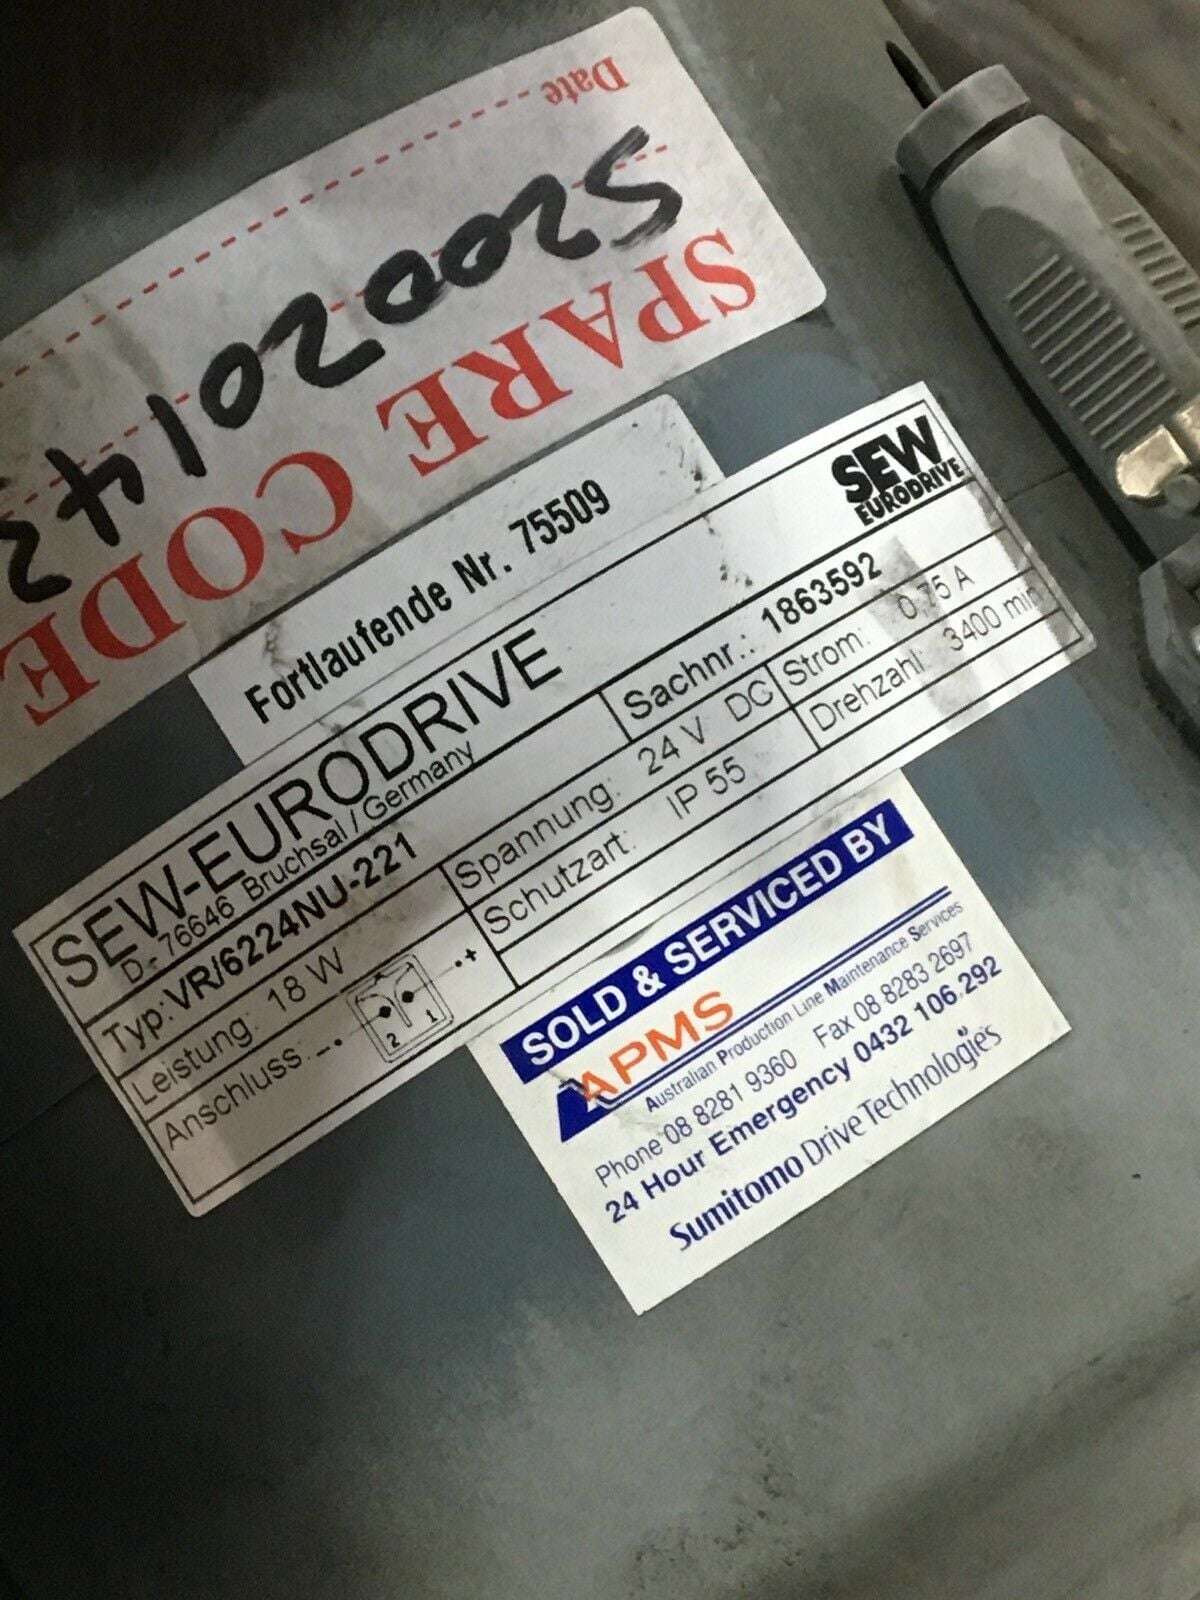 Date
SPARE CODE
Fortlaufende Nr. 75509
SEW-EURODRIVE
D-76646 Bruchsal / Germany
SEW
EURODRIVE
Typ: VR/6224NU-221
Sachnr.: 1863592
Leistung: 18 W
Spannung: 24 V DC
Strom: 0,75 A
Anschluss: - 2 1 +
Schutzart: IP 55
Drehzahl: 3400 min
SOLD & SERVICED BY
APMS
Australian Production Line Maintenance Services
Phone 08 8281 9360 Fax 08 8283 2697
24 Hour Emergency 0432 106.292
Sumitomo Drive Technologies